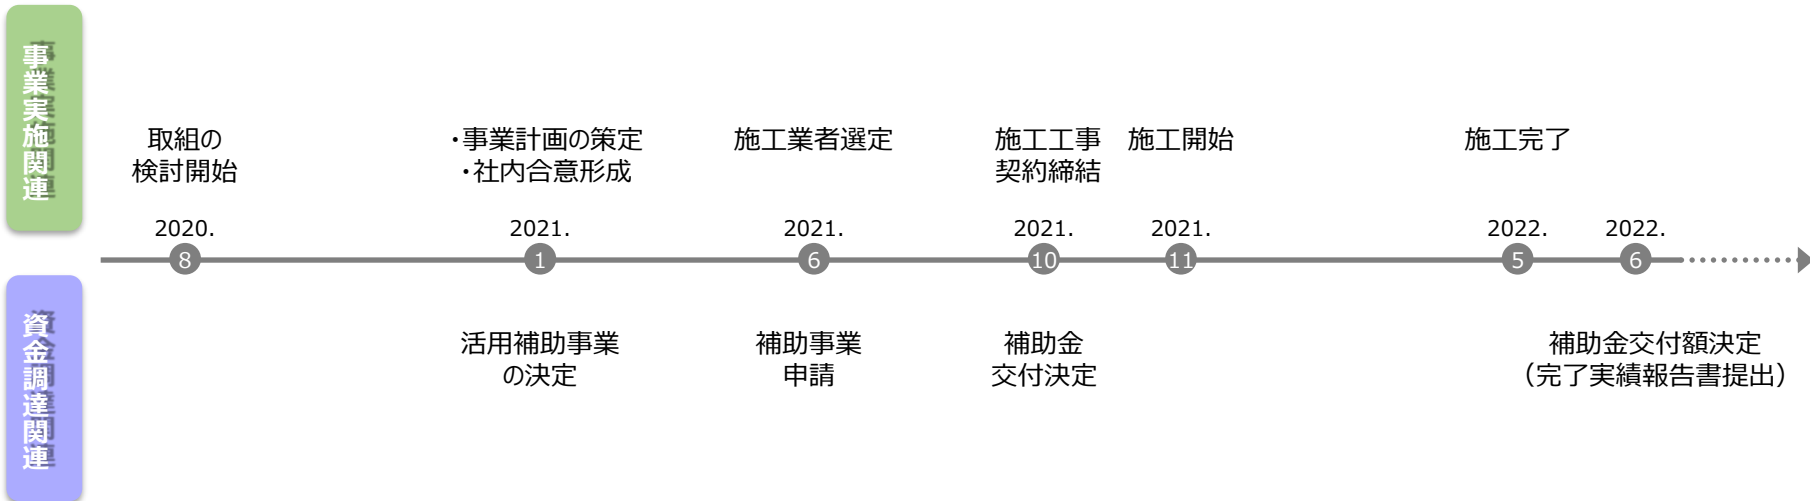 事業実施関連
取組の
検討開始
・事業計画の策定
・社内合意形成
施工業者選定
施工工事
契約締結
施工開始
施工完了
2020.
2021.
2021.
2021.
2021.
2022.
2022.
8
1
6
10
11
5
6
資金調達関連
活用補助事業
の決定
補助事業
申請
補助金
交付決定
補助金交付額決定
（完了実績報告書提出）